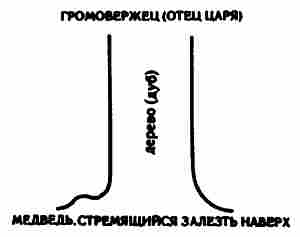 ГРОМОВЕРЖЕЦ (ОТЕЦ ЦАРЯ)
дерево (дуб)
МЕДВЕДЬ, СТРЕМЯЩИЙСЯ ЗАЛЕЗТЬ НАВЕРХ